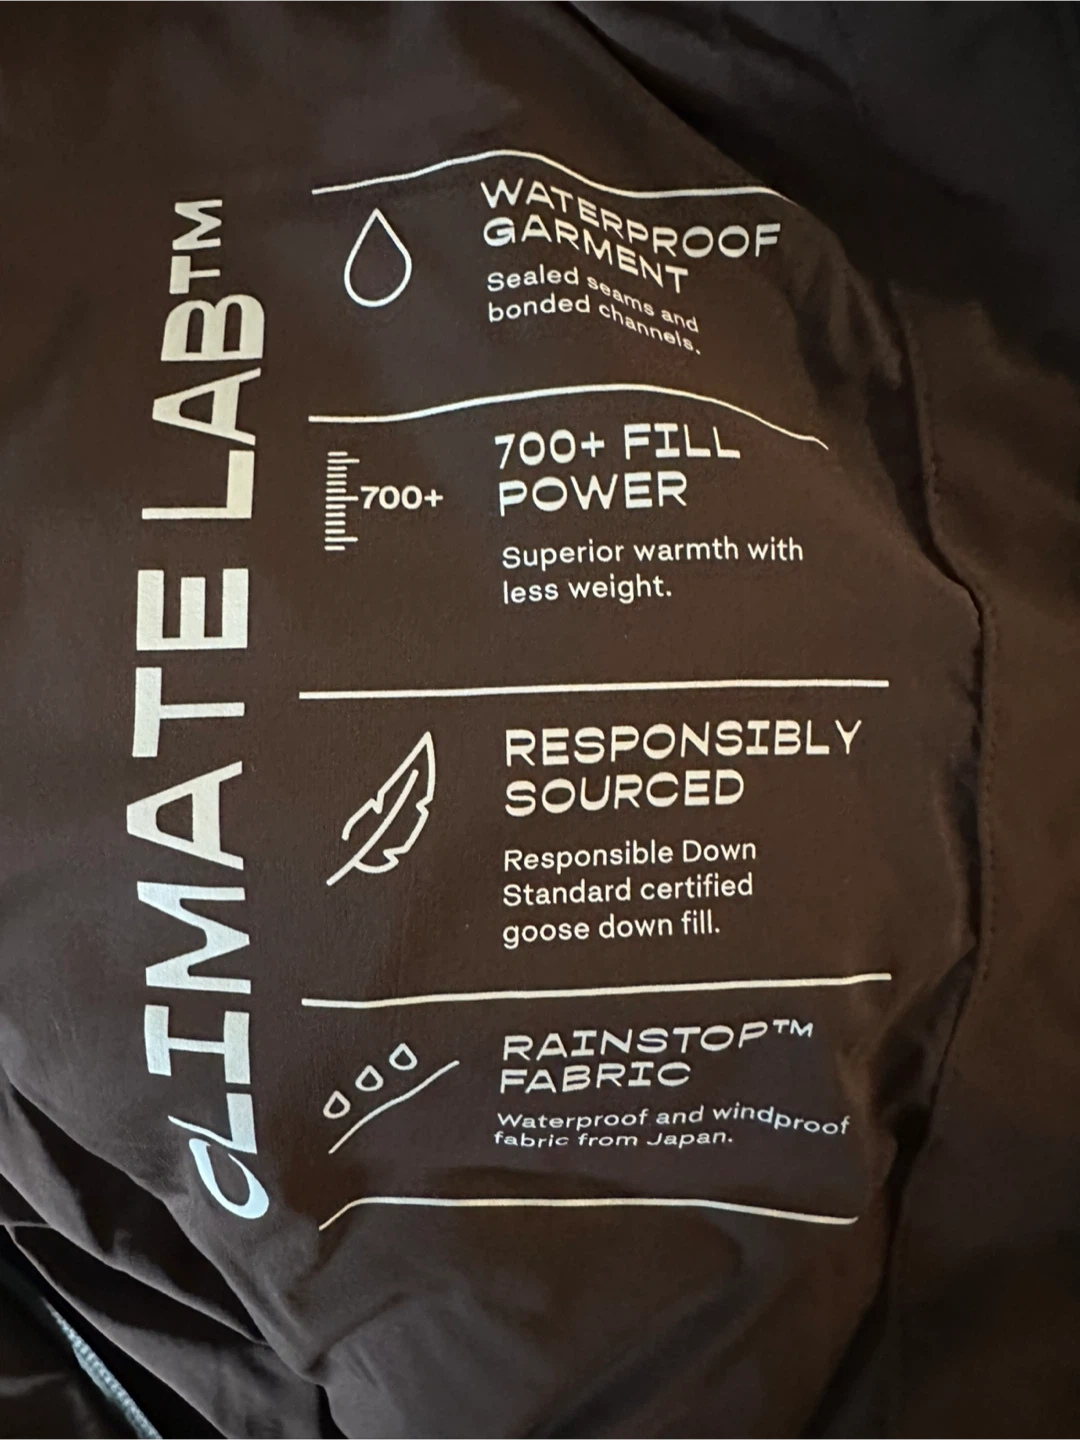 CLIMATE LAB™
WATERPROOF
GARMENT
Sealed seams and
bonded channels.
700+
700+ FILL
POWER
Superior warmth with
less weight.
RESPONSIBLY
SOURCED
Responsible Down
Standard certified
goose down fill.
RAINSTOP™
FABRIC
Waterproof and windproof
fabric from Japan.